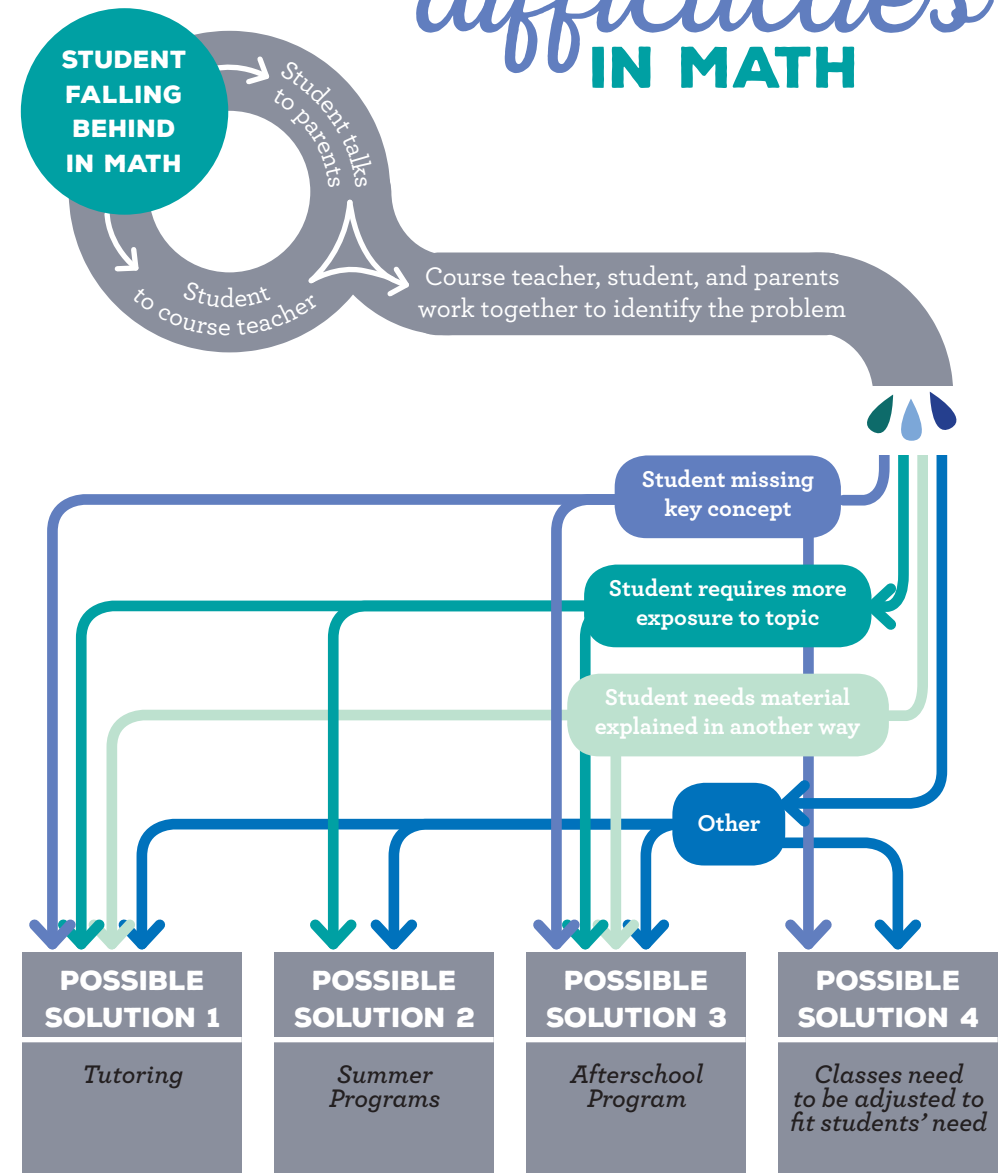 difficulties
IN MATH
STUDENT
FALLING
BEHIND
IN MATH
Student talks
to parents
Student
to course teacher
Course teacher, student, and parents
work together to identify the problem
Student missing
key concept
Student requires more
exposure to topic
Student needs material
explained in another way
Other
POSSIBLE
SOLUTION 1
Tutoring
POSSIBLE
SOLUTION 2
Summer
Programs
POSSIBLE
SOLUTION 3
Afterschool
Program
POSSIBLE
SOLUTION 4
Classes need
to be adjusted to
fit students’ need